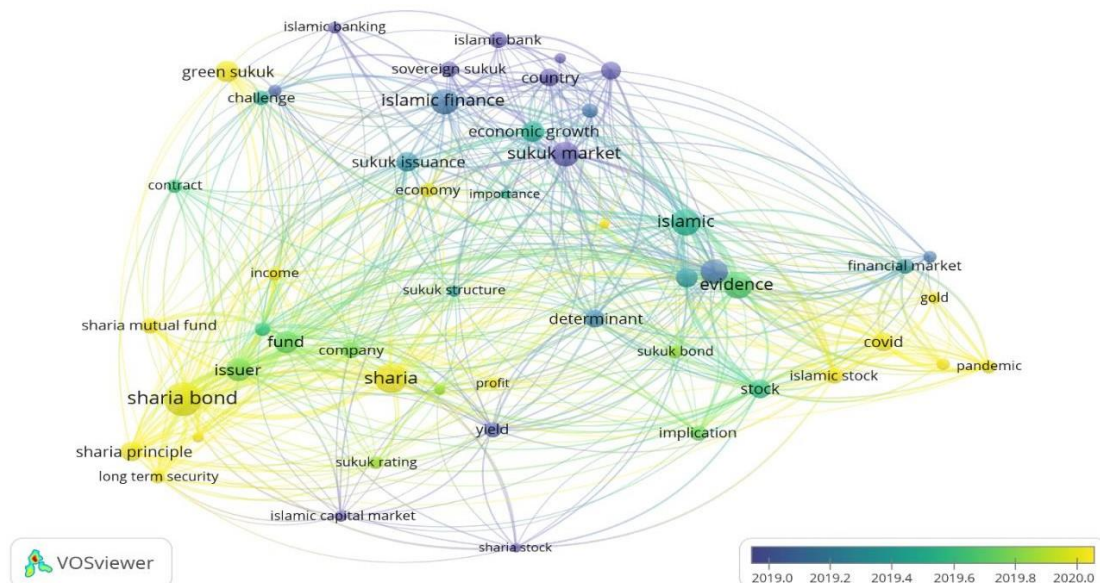 islamic banking
islamic bank
green sukuk
sovereign sukuk
country
challenge
islamic finance
economic growth
sukuk market
sukuk issuance
contract
economy
importance
islamic
income
financial market
evidence
sukuk structure
gold
sharia mutual fund
determinant
fund
company
sukuk bond
covid
issuer
sharia
profit
islamic stock
pandemic
sharia bond
stock
yield
implication
sharia principle
sukuk rating
long term security
islamic capital market
sharia stock
VOSviewer
2019.0 2019.2 2019.4 2019.6 2019.8 2020.0